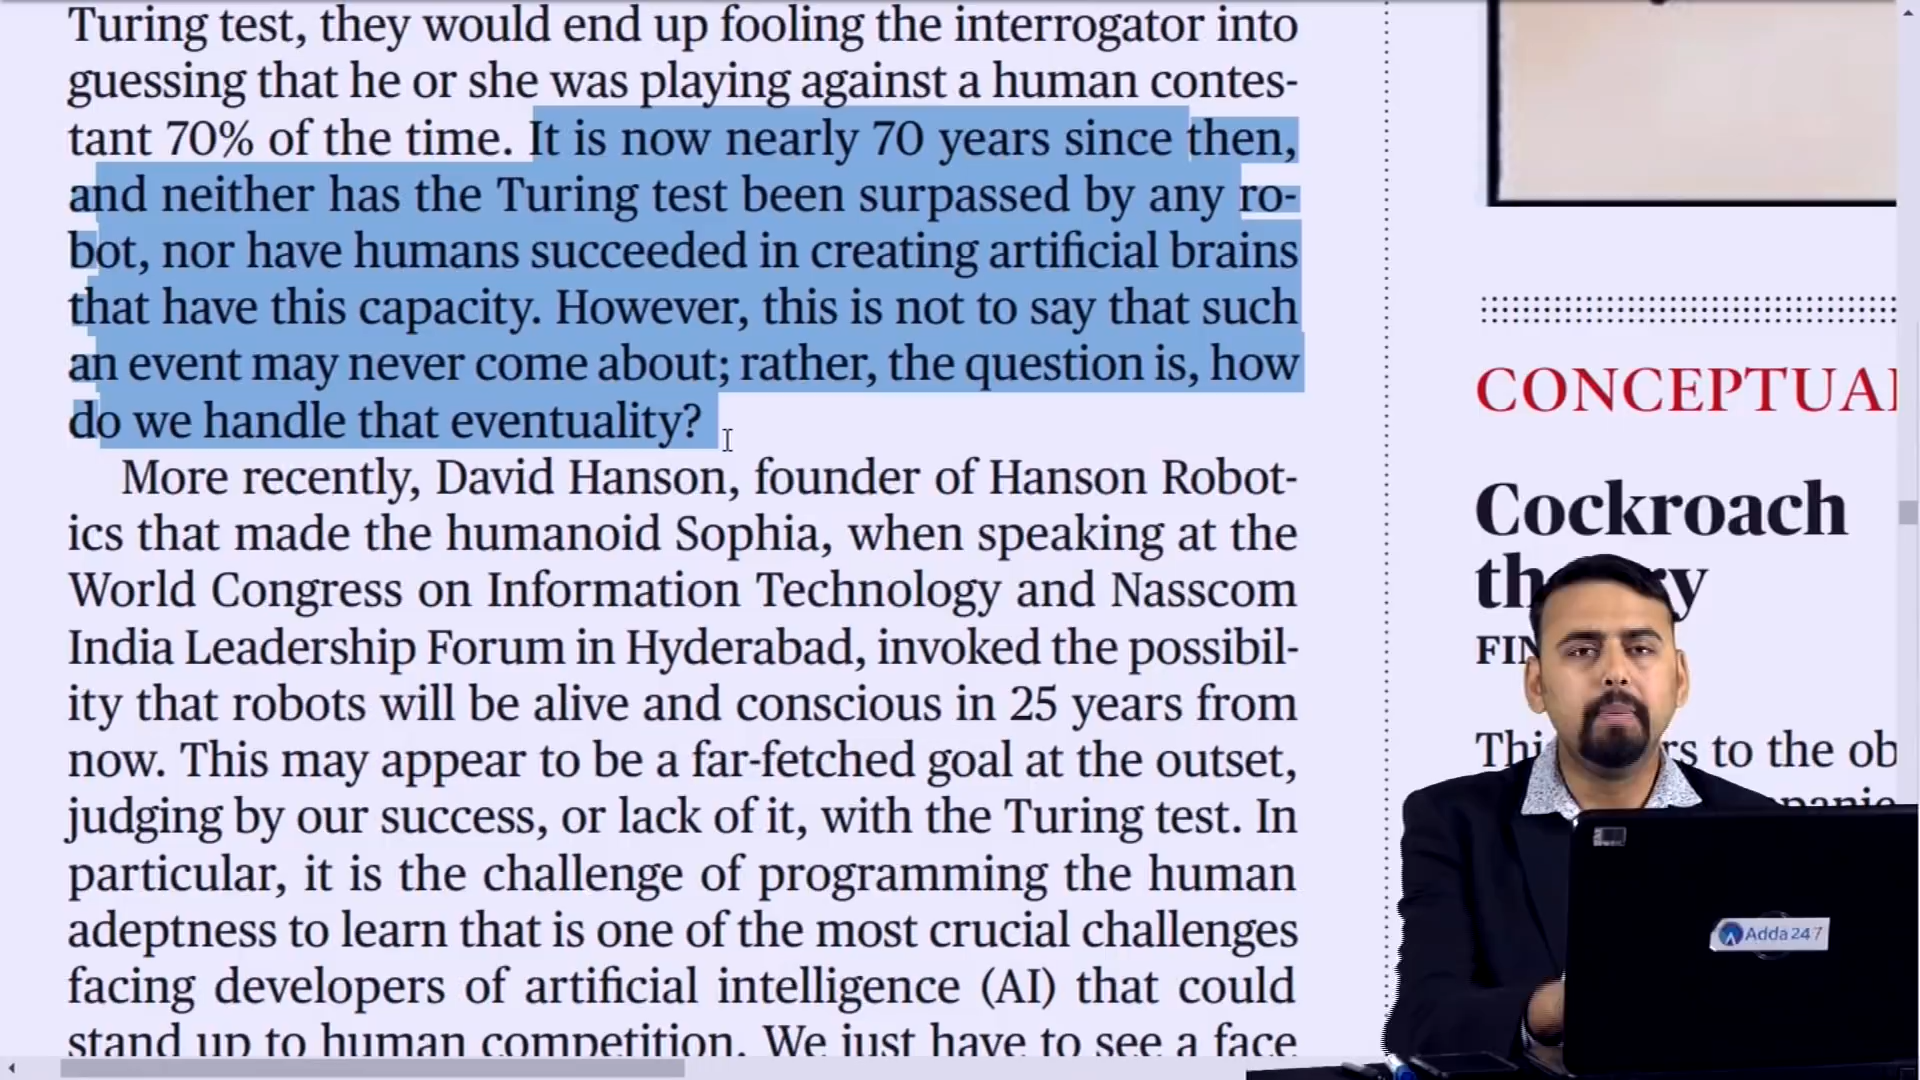 Turing test, they would end up fooling the interrogator into
guessing that he or she was playing against a human contes-
tant 70% of the time. It is now nearly 70 years since then,
and neither has the Turing test been surpassed by any ro-
bot, nor have humans succeeded in creating artificial brains
that have this capacity. However, this is not to say that such
an event may never come about; rather, the question is, how
do we handle that eventuality?
More recently, David Hanson, founder of Hanson Robot-
ics that made the humanoid Sophia, when speaking at the
World Congress on Information Technology and Nasscom
India Leadership Forum in Hyderabad, invoked the possibil-
ity that robots will be alive and conscious in 25 years from
now. This may appear to be a far-fetched goal at the outset,
judging by our success, or lack of it, with the Turing test. In
particular, it is the challenge of programming the human
adeptness to learn that is one of the most crucial challenges
facing developers of artificial intelligence (AI) that could
stand up to human competition. We just have to see a face
CONCEPTUAL
Cockroach
to the ob
Adda247